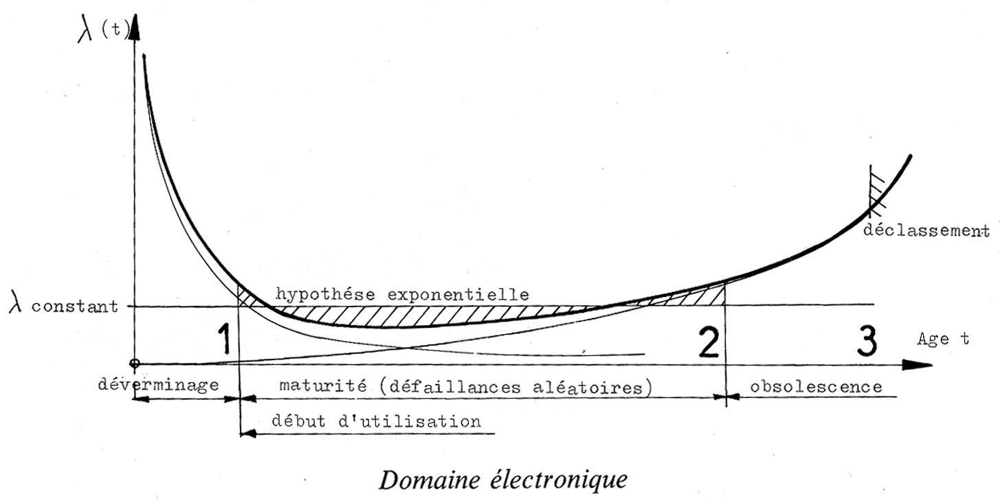 λ (t)
hypothése exponentielle
λ constant
1
2
3
Age t
déclassement
déverminage
maturité (défaillances aléatoires)
obsolescence
début d'utilisation
Domaine électronique